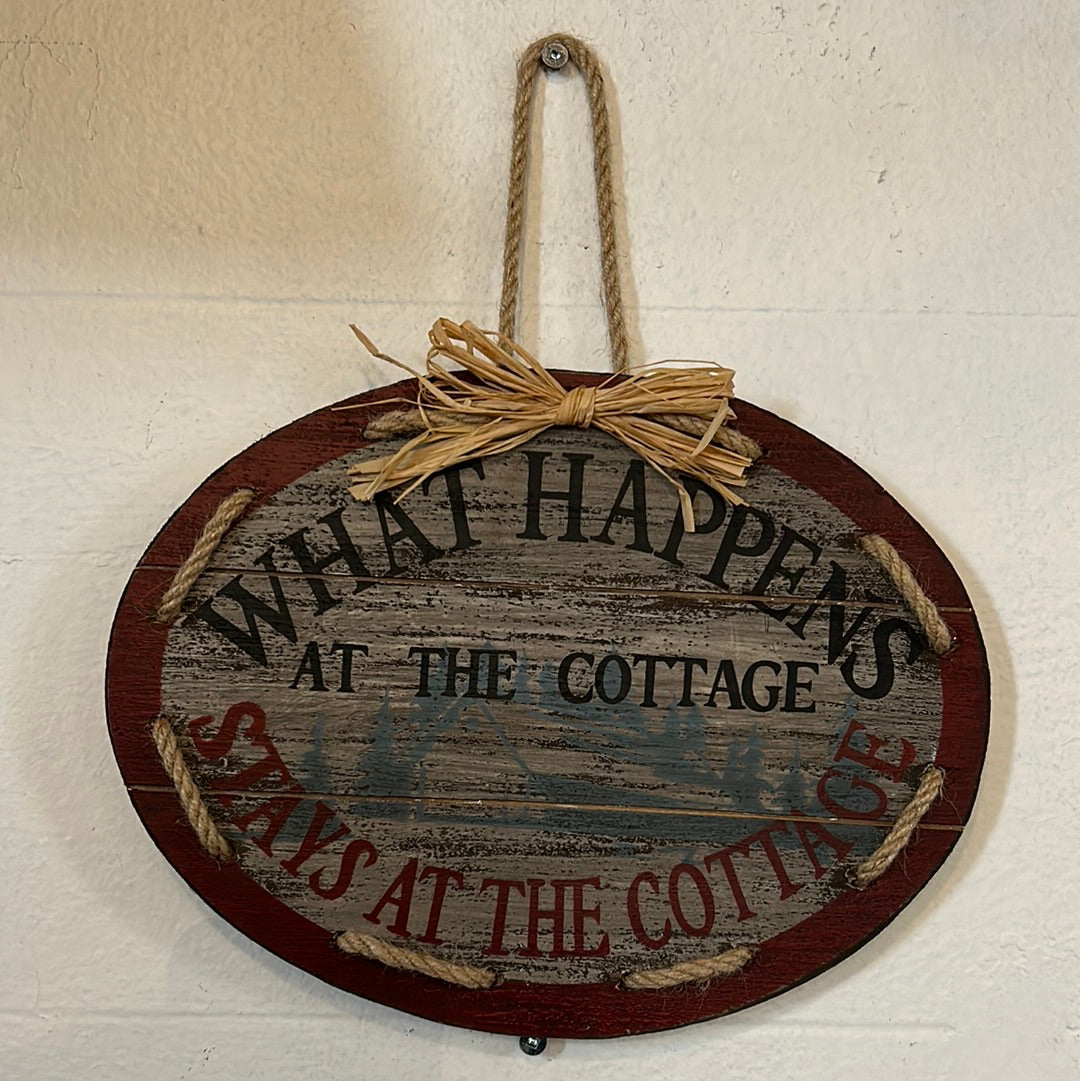 WHAT HAPPENS
AT THE COTTAGE
STAYS AT THE COTTAGE